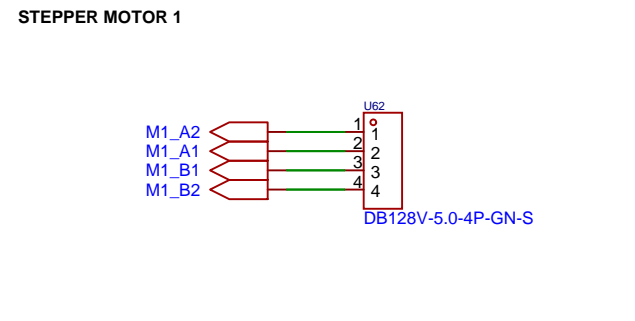 STEPPER MOTOR 1
U62
M1_A2 1 1
M1_A1 2 2
M1_B1 3 3
M1_B2 4 4
DB128V-5.0-4P-GN-S